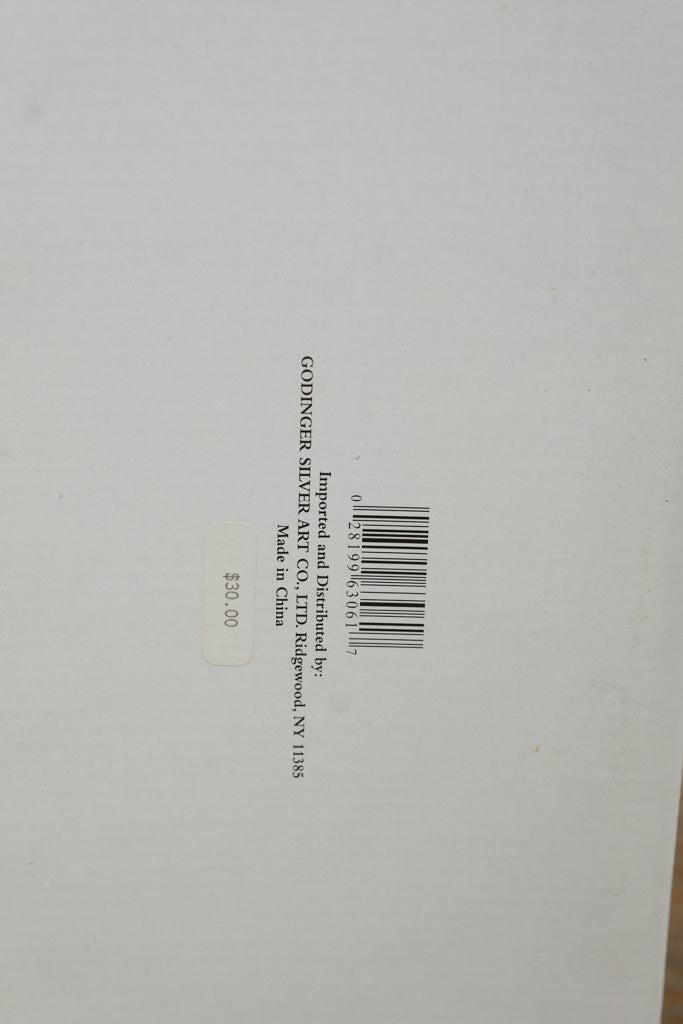 0 28199 63061 7
Imported and Distributed by:
GODINGER SILVER ART CO., LTD. Ridgewood, NY 11385
Made in China
$30.00